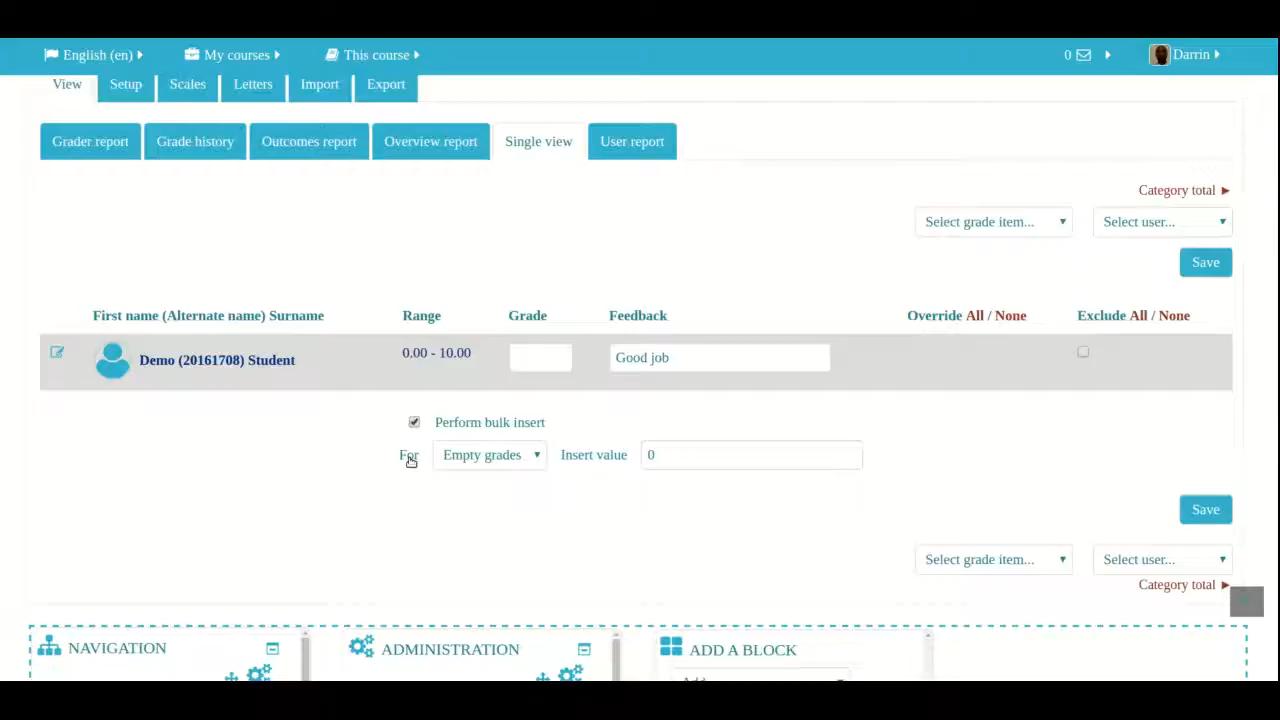 English (en) My courses This course 0 Darrin
View Setup Scales Letters Import Export
Grader report Grade history Outcomes report Overview report Single view User report
Category total ►
Select grade item... Select user...
Save
First name (Alternate name) Surname Range Grade Feedback Override All / None Exclude All / None
Demo (20161708) Student 0.00 - 10.00 Good job
Perform bulk insert
For Empty grades Insert value 0
Save
Select grade item... Select user...
Category total ►
NAVIGATION ADMINISTRATION ADD A BLOCK